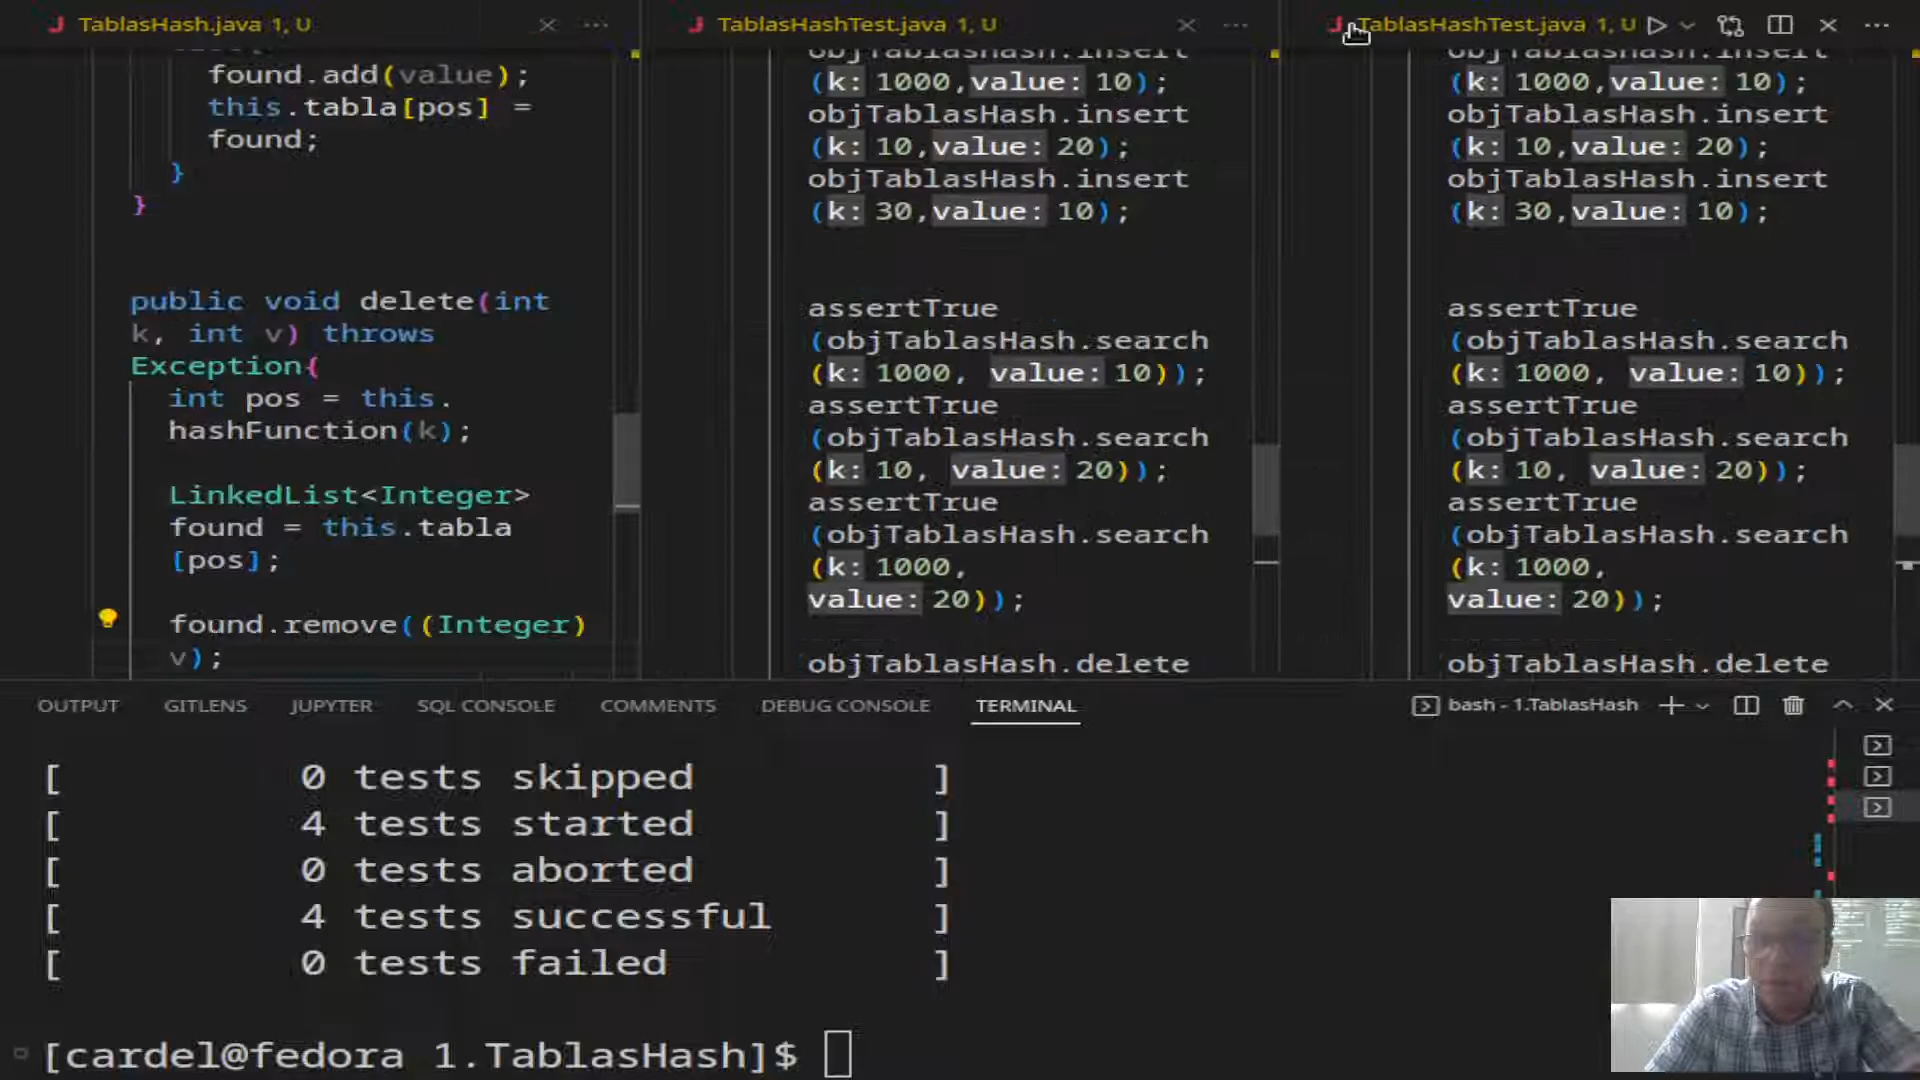 TablasHash.java 1, U
TablasHashTest.java 1, U
TablasHashTest.java 1, U
found.add(value);
this.tabla[pos] =
found;
}
}
public void delete(int
k, int v) throws
Exception{
int pos = this.
hashFunction(k);
LinkedList<Integer>
found = this.tabla
[pos];
found.remove((Integer)
v);
objTablasHash.insert
(k: 1000,value: 10);
objTablasHash.insert
(k: 10,value: 20);
objTablasHash.insert
(k: 30,value: 10);
assertTrue
(objTablasHash.search
(k: 1000, value: 10));
assertTrue
(objTablasHash.search
(k: 10, value: 20));
assertTrue
(objTablasHash.search
(k: 1000,
value: 20));
objTablasHash.delete
objTablasHash.insert
(k: 1000,value: 10);
objTablasHash.insert
(k: 10,value: 20);
objTablasHash.insert
(k: 30,value: 10);
assertTrue
(objTablasHash.search
(k: 1000, value: 10));
assertTrue
(objTablasHash.search
(k: 10, value: 20));
assertTrue
(objTablasHash.search
(k: 1000,
value: 20));
objTablasHash.delete
OUTPUT GITLENS JUPYTER SQL CONSOLE COMMENTS DEBUG CONSOLE TERMINAL bash - 1.TablasHash
[ 0 tests skipped ]
[ 4 tests started ]
[ 0 tests aborted ]
[ 4 tests successful ]
[ 0 tests failed ]
[cardel@fedora 1.TablasHash]$